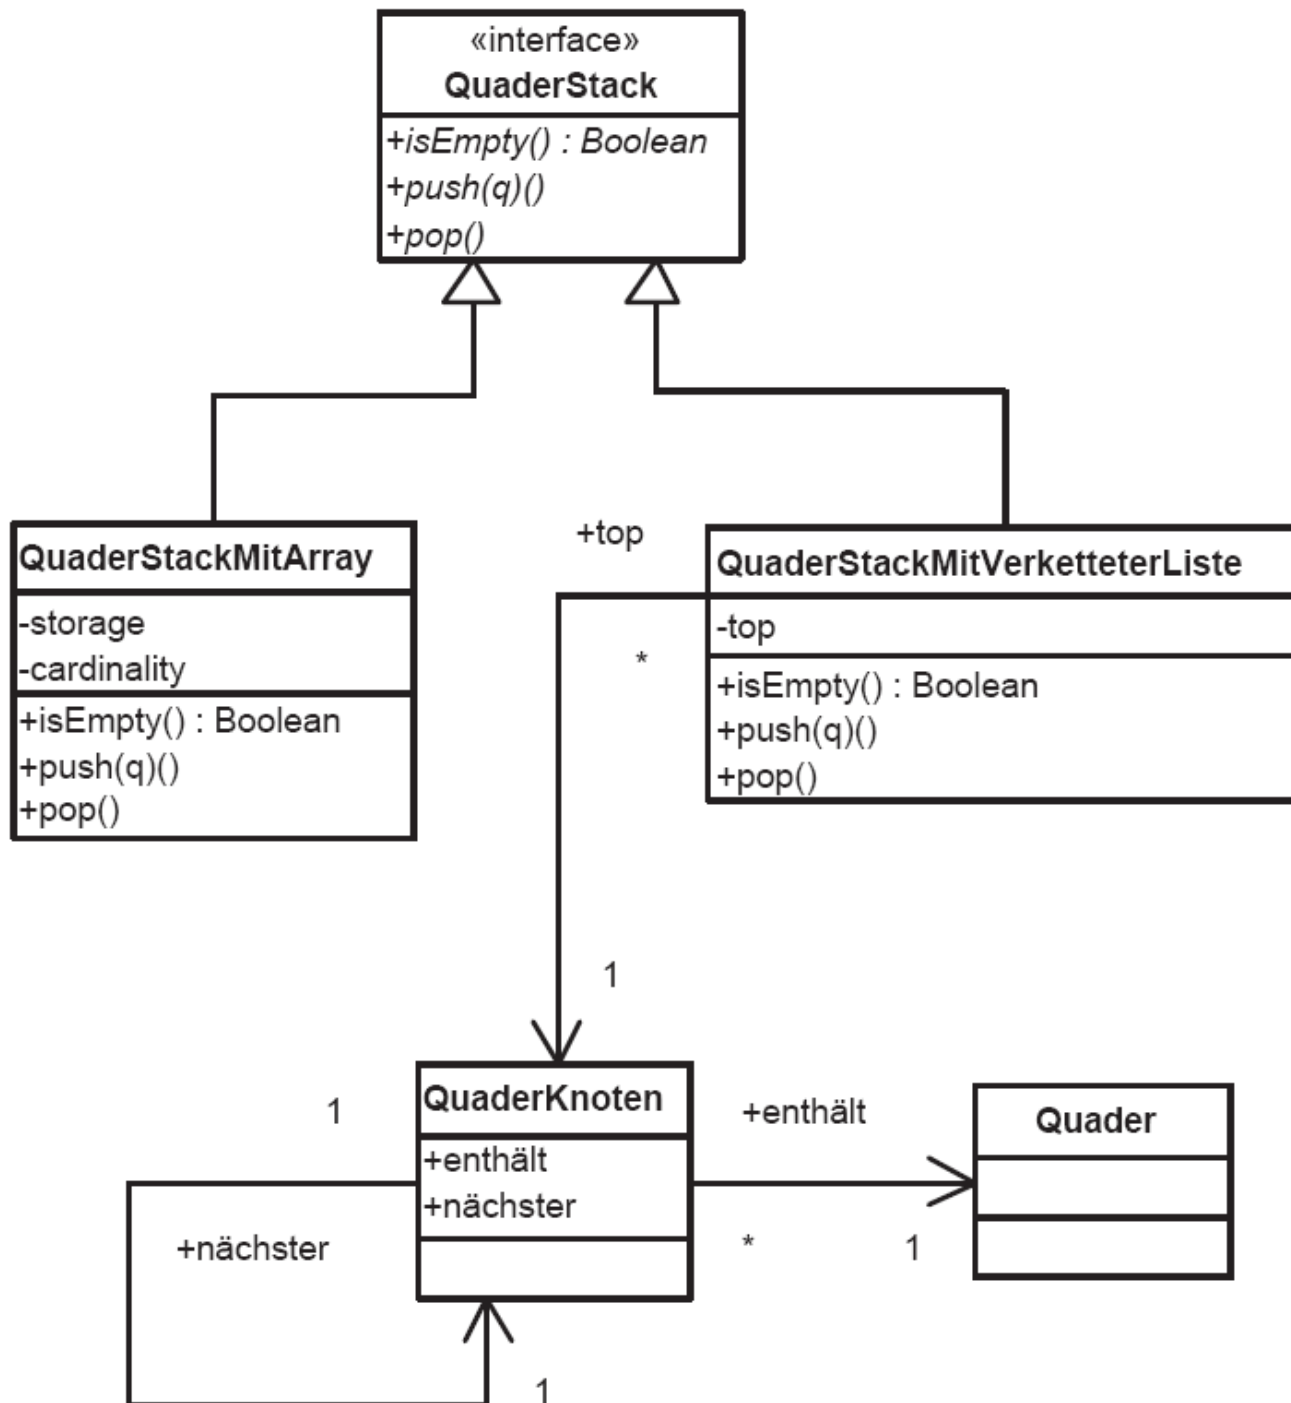 «interface»
QuaderStack
+isEmpty() : Boolean
+push(q)()
+pop()
QuaderStackMitArray
-storage
-cardinality
+isEmpty() : Boolean
+push(q)()
+pop()
+top
*
1
QuaderStackMitVerketteterListe
-top
+isEmpty() : Boolean
+push(q)()
+pop()
1
+nächster
1
QuaderKnoten
+enthält
+nächster
+enthält
*
1
Quader